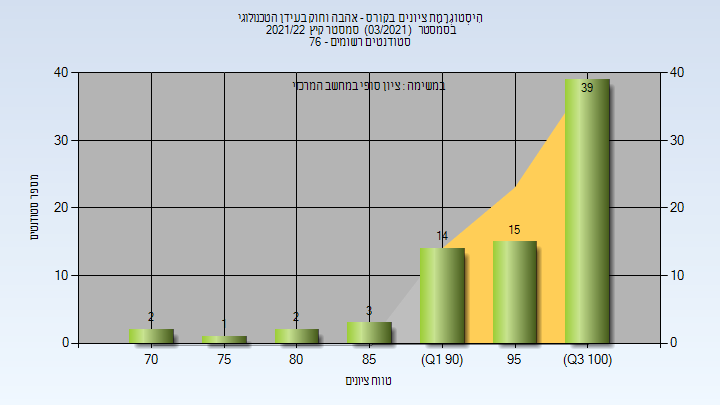 היסטוגרמת ציונים בקורס - אהבה וחוק בעידן הטכנולוגי
בסמסטר (03/2021) סמסטר קיץ 2021/22
סטודנטים רשומים - 76
במשימה : ציון סופי במחשב המרכזי
40 40
39
30 30
20 20
15
14
10 10
3
2 2
1
0 0
70 75 80 85 (Q1 90) 95 (Q3 100)
מספר סטודנטים
טווח ציונים